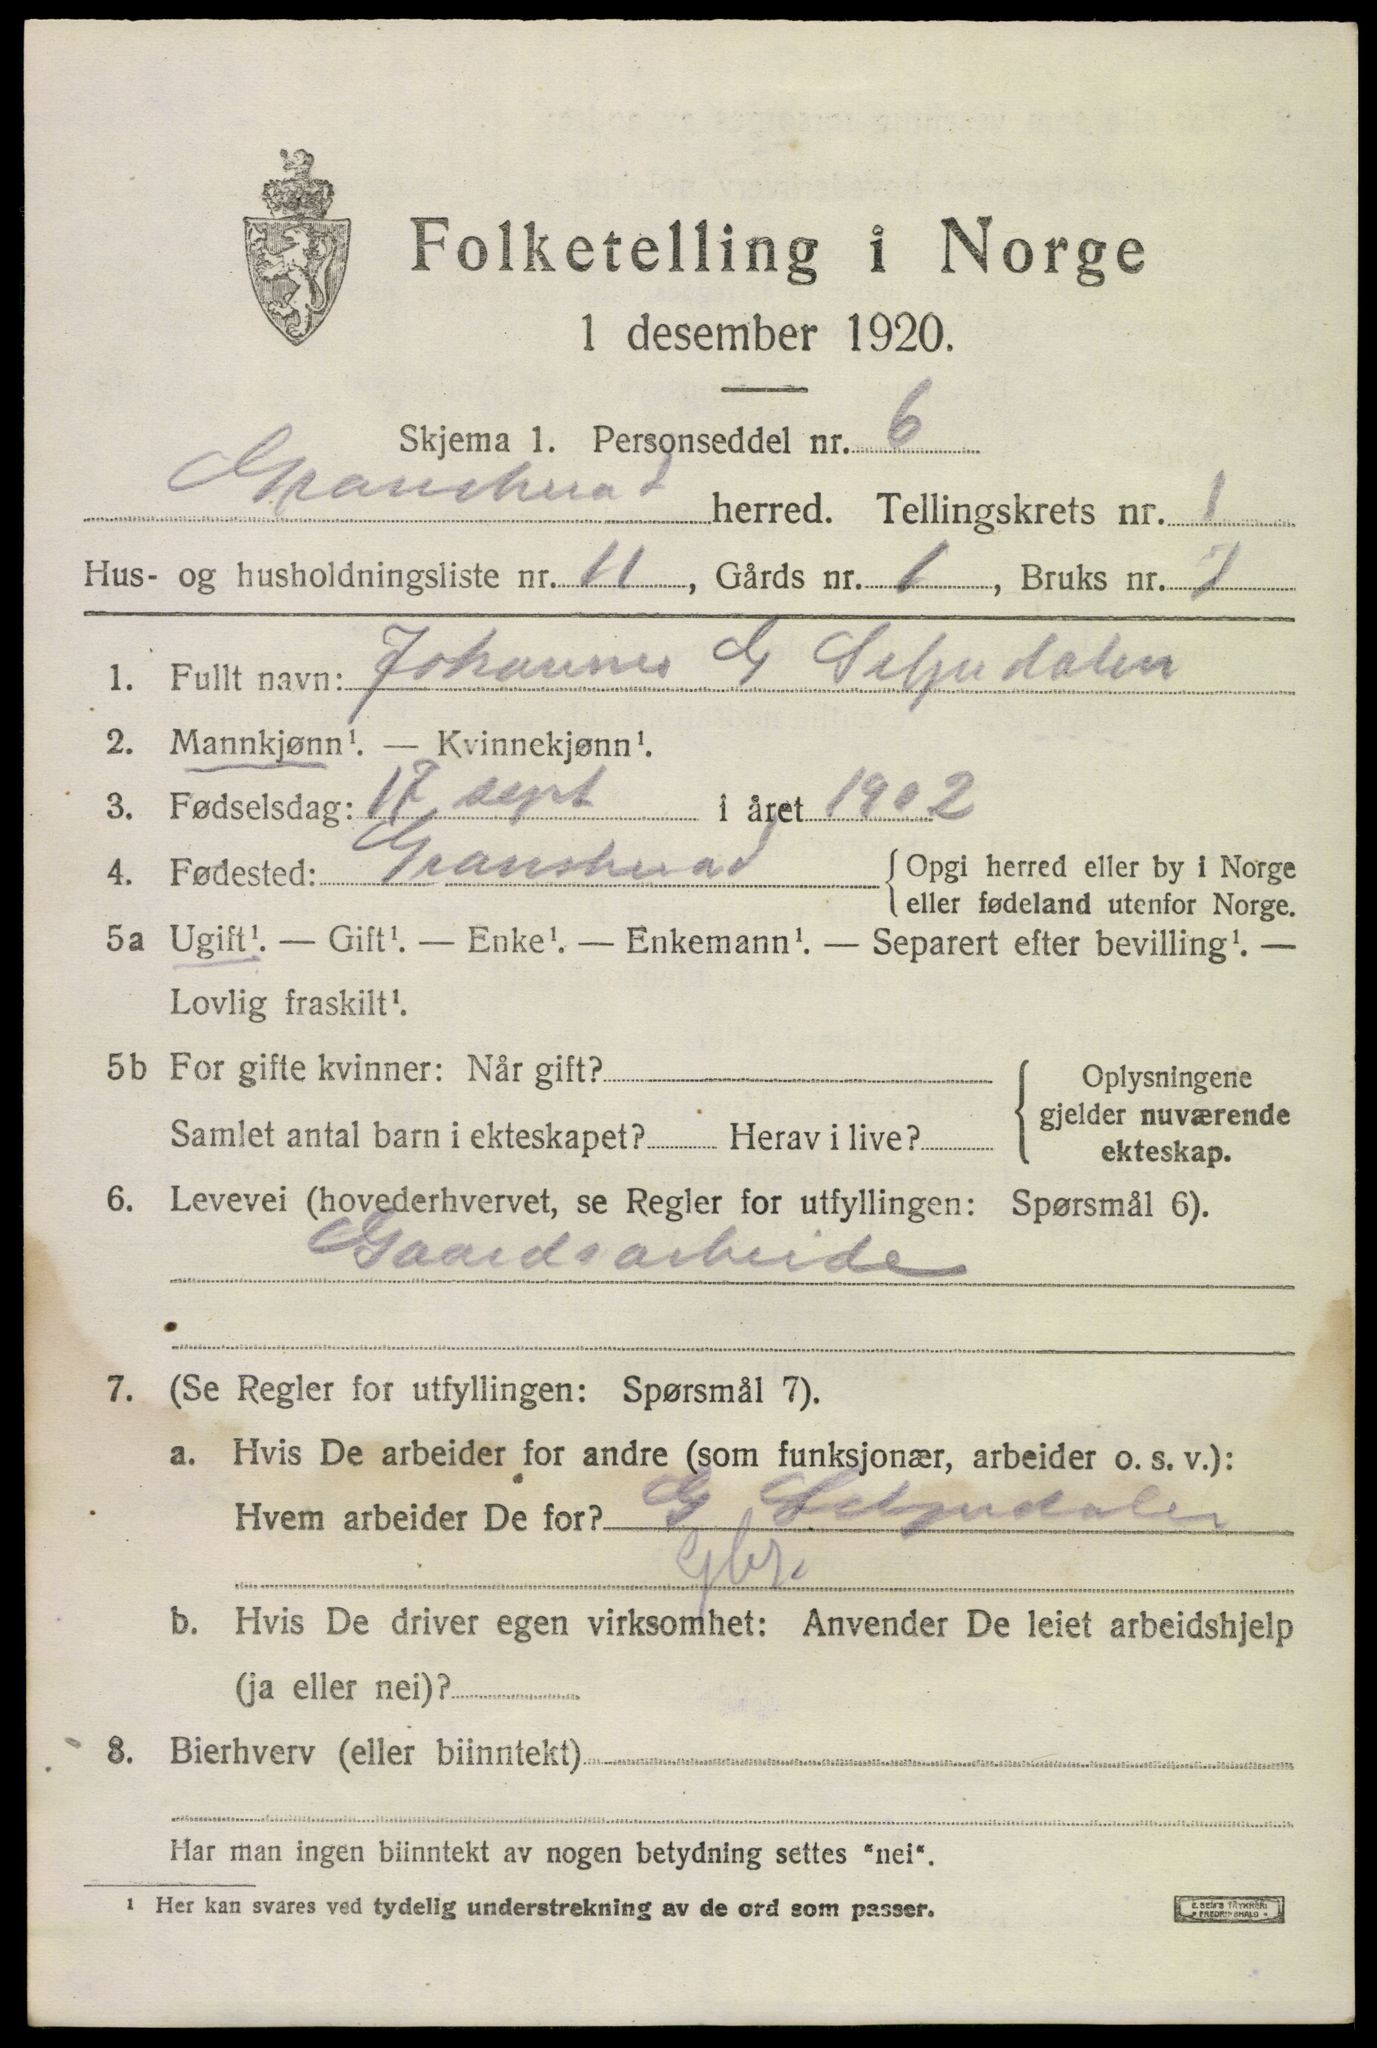 Folketelling i Norge
1 desember 1920.
Skjema 1. Personseddel nr. 6
Gransherad herred. Tellingskrets nr. 1
Hus- og husholdningsliste nr. 11, Gårds nr. 1, Bruks nr. 7
1. Fullt navn: Johannes G Seljudalen
2. Mannkjønn¹. — Kvinnekjønn¹.
3. Fødselsdag: 17 sept i året 1902
4. Fødested: Gransherad {Opgi herred eller by i Norge
eller fødeland utenfor Norge.
5a Ugift¹. — Gift¹. — Enke¹. — Enkemann¹. — Separert efter bevilling¹. —
Lovlig fraskilt¹.
5b For gifte kvinner: Når gift?
Samlet antal barn i ekteskapet? Herav i live?
{Oplysningene
gjelder nuværende
ekteskap.
6. Levevei (hovederhvervet, se Regler for utfyllingen: Spørsmål 6).
Gaardsarbeide
7. (Se Regler for utfyllingen: Spørsmål 7).
a. Hvis De arbeider for andre (som funksjonær, arbeider o. s. v.):
Hvem arbeider De for? G Seljudalen
gbr.
b. Hvis De driver egen virksomhet: Anvender De leiet arbeidshjelp
(ja eller nei)?
8. Bierhverv (eller biinntekt)
Har man ingen biinntekt av nogen betydning settes "nei".
¹ Her kan svares ved tydelig understrekning av de ord som passer.
E. SEM'S TRYKKERI
FREDRIKSHALD